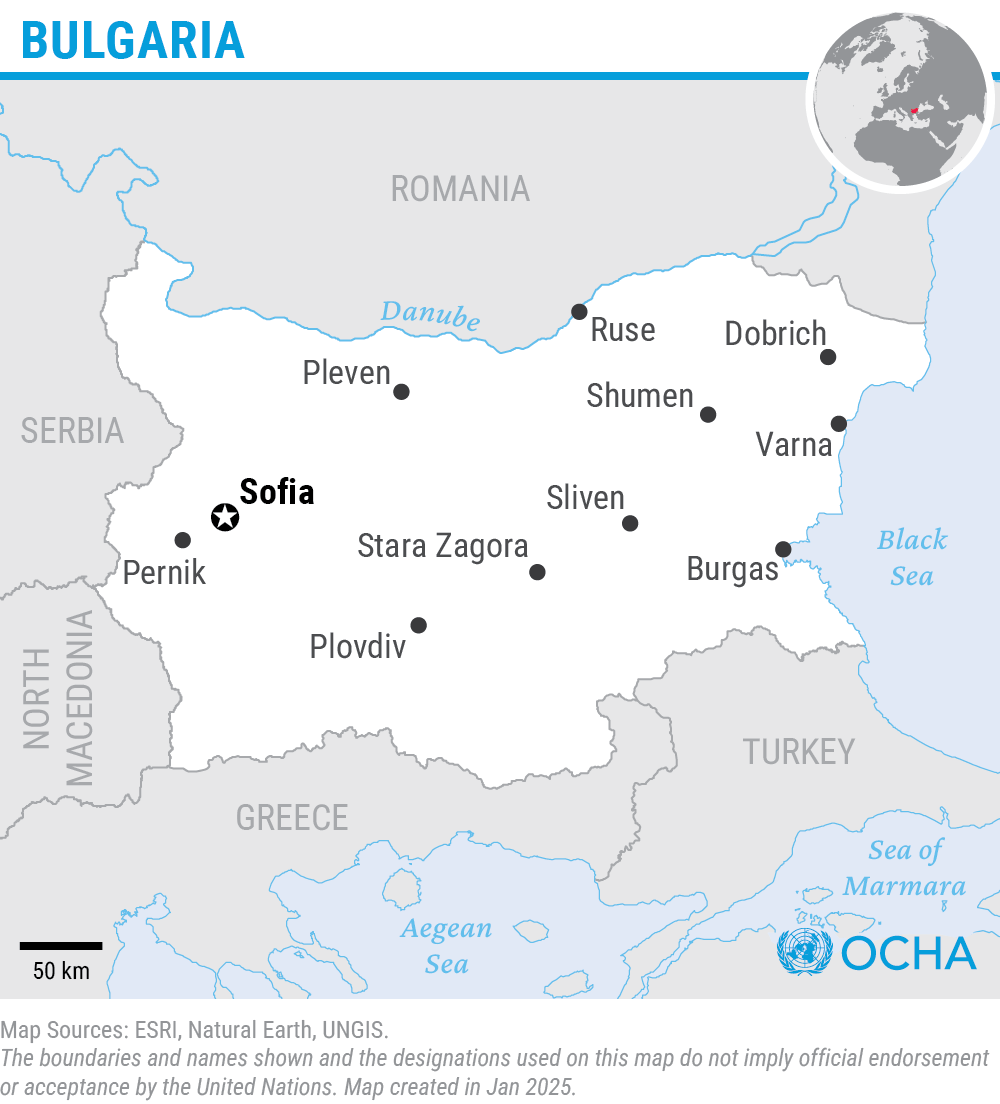 BULGARIA
ROMANIA
Danube
Ruse
Dobrich
Pleven
Shumen
SERBIA
Varna
Sofia
Sliven
Stara Zagora
Black
Sea
Pernik
Burgas
Plovdiv
NORTH
MACEDONIA
TURKEY
GREECE
Sea of
Marmara
Aegean
Sea
OCHA
50 km
Map Sources: ESRI, Natural Earth, UNGIS.
The boundaries and names shown and the designations used on this map do not imply official endorsement
or acceptance by the United Nations. Map created in Jan 2025.